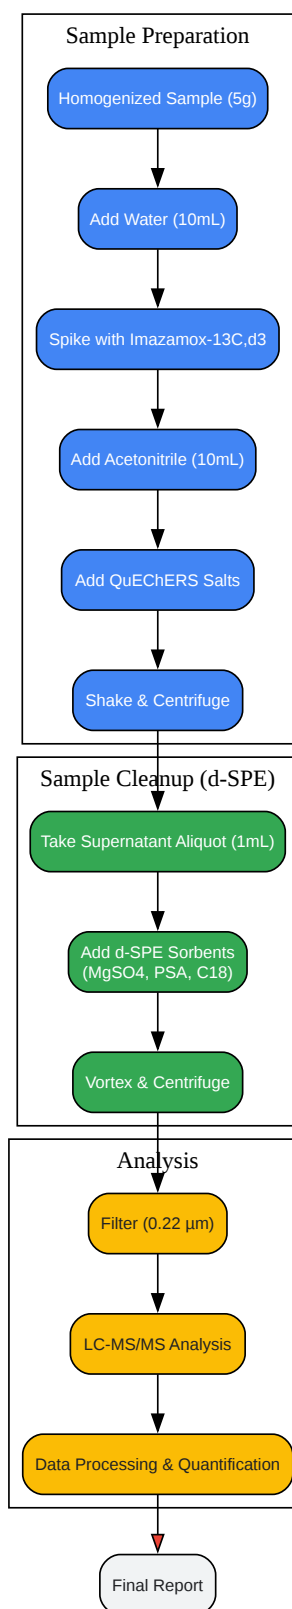 Sample Preparation
Homogenized Sample (5g)
Add Water (10mL)
Spike with Imazamox-13C,d3
Add Acetonitrile (10mL)
Add QuEChERS Salts
Shake & Centrifuge
Sample Cleanup (d-SPE)
Take Supernatant Aliquot (1mL)
Add d-SPE Sorbents
(MgSO4, PSA, C18)
Vortex & Centrifuge
Analysis
Filter (0.22 µm)
LC-MS/MS Analysis
Data Processing & Quantification
Final Report